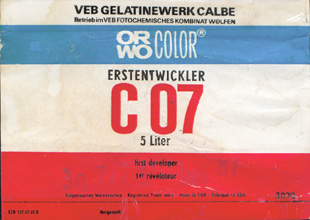 VEB GELATINEWERK CALBE
Betrieb im VEB FOTOCHEMISCHES KOMBINAT WOLFEN
ORWO COLOR®
ERSTENTWICKLER
C 07
5 Liter
first developer
1er révélateur
Eingetragenes Warenzeichen Registered Trade mark Made in GDR Fabriqué en RDA
Hergestellt